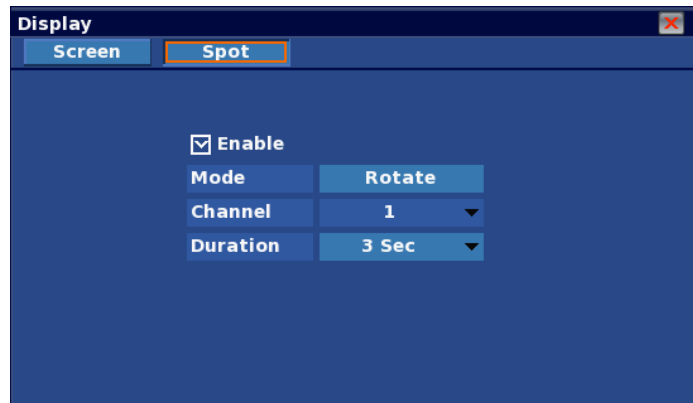 Display
Screen Spot
Enable
Mode Rotate
Channel 1
Duration 3 Sec